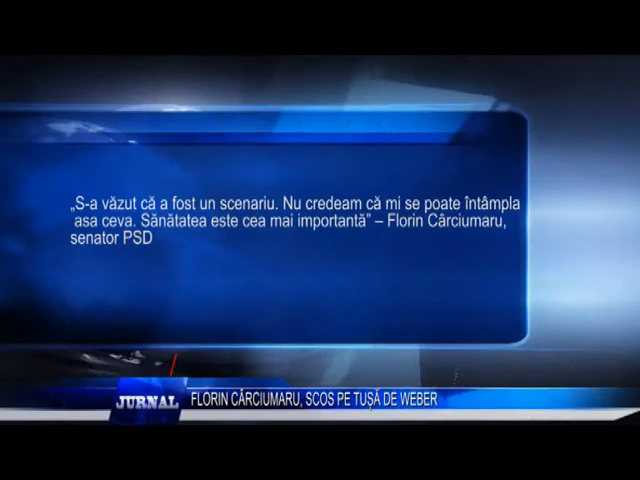 „S-a văzut că a fost un scenariu. Nu credeam că mi se poate întâmpla
asa ceva. Sănătatea este cea mai importantă” – Florin Cârciumaru,
senator PSD
JURNAL
FLORIN CÂRCIUMARU, SCOS PE TUŞĂ DE WEBER